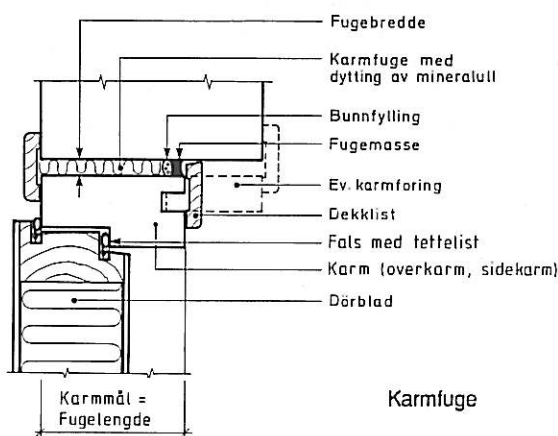 Fugebredde
Karmfuge med
dytting av mineralull
Bunnfylling
Fugemasse
Ev. karmforing
Dekklist
Fals med tettelist
Karm (overkarm, sidekarm)
Dörblad
Karmmål =
Fugelengde
Karmfuge